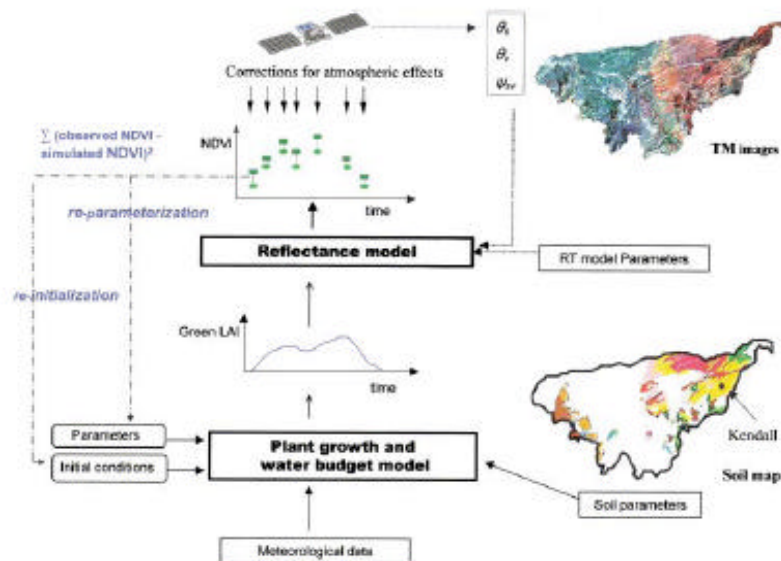 θs
θv
ψsv
Corrections for atmospheric effects
NDVI
∑ (observed NDVI -
simulated NDVI)²
TM images
time
re-parameterization
Reflectance model
RT model Parameters
re-initialization
Green LAI
time
Parameters
Initial conditions
Plant growth and
water budget model
Kendall
Soil map
Soil parameters
Meteorological data